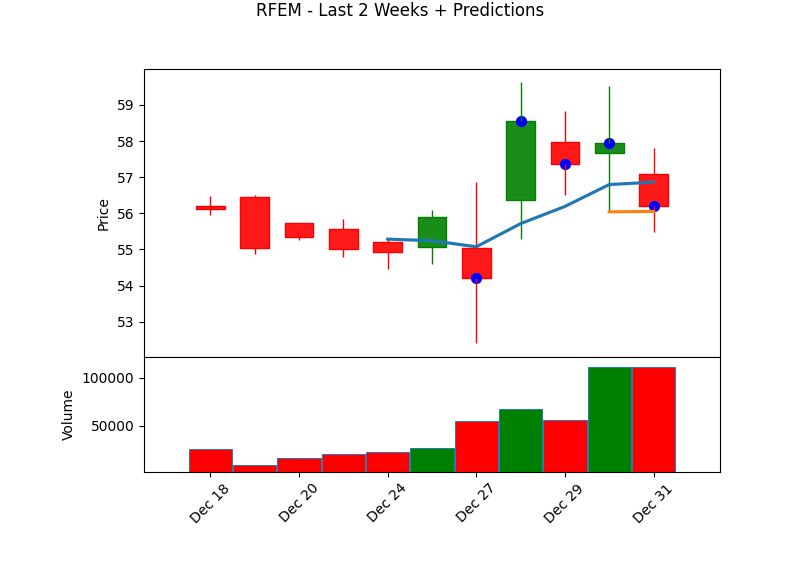 RFEM - Last 2 Weeks + Predictions
59
58
57
56
55
54
53
Price
100000
50000
Volume
Dec 18
Dec 20
Dec 24
Dec 27
Dec 29
Dec 31